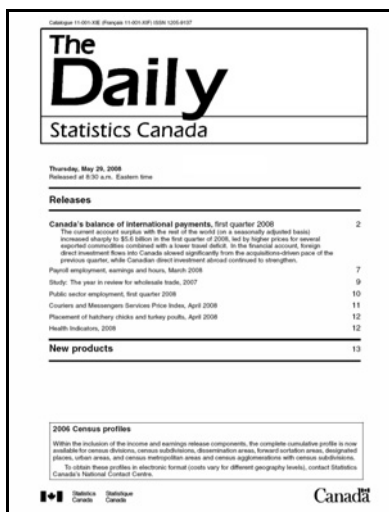 Catalogue 11-001-XIE (Français 11-001-XIF) ISSN 1205-9137
The
Daily
Statistics Canada
Thursday, May 29, 2008
Released at 8:30 a.m. Eastern time
Releases
Canada's balance of international payments, first quarter 2008 2
The current account surplus with the rest of the world (on a seasonally adjusted basis)
increased sharply to $5.6 billion in the first quarter of 2008, led by higher prices for several
exported commodities combined with a lower travel deficit. In the financial account, foreign
direct investment flows into Canada slowed significantly from the acquisitions-driven pace of the
previous quarter, while Canadian direct investment abroad continued to strengthen.
Payroll employment, earnings and hours, March 2008 7
Study: The year in review for wholesale trade, 2007 9
Public sector employment, first quarter 2008 10
Couriers and Messengers Services Price Index, April 2008 11
Placement of hatchery chicks and turkey poults, April 2008 12
Health Indicators, 2008 12
New products 13
2006 Census profiles
Within the inclusion of the income and earnings release components, the complete cumulative profile is now
available for census divisions, census subdivisions, dissemination areas, forward sortation areas, designated
places, urban areas, and census metropolitan areas and census agglomerations with census subdivisions.
To obtain these profiles in electronic format (costs vary for different geography levels), contact Statistics
Canada's National Contact Centre.
Statistics Statistique
Canada Canada
Canada